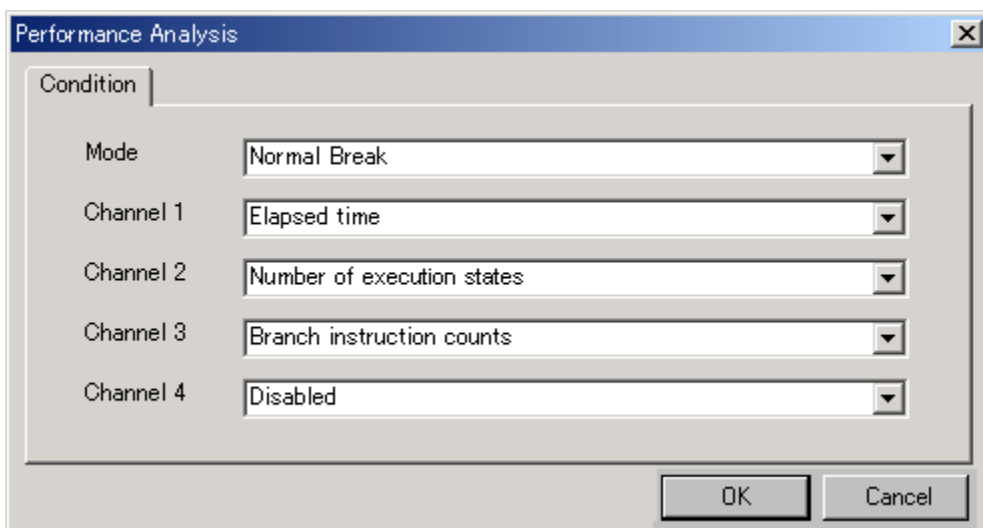 Performance Analysis
Condition
Mode Normal Break
Channel 1 Elapsed time
Channel 2 Number of execution states
Channel 3 Branch instruction counts
Channel 4 Disabled
OK Cancel